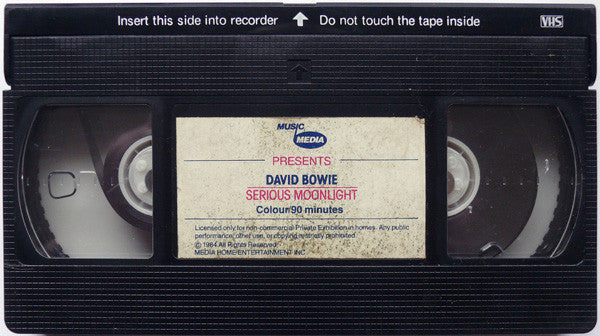 Insert this side into recorder Do not touch the tape inside VHS
MUSIC
MEDIA
PRESENTS
DAVID BOWIE
SERIOUS MOONLIGHT
Colour/90 minutes
Licensed only for non-commercial Private Exhibition in homes. Any public
performance, other use, or copying is strictly prohibited.
© 1984 All Rights Reserved.
MEDIA HOME ENTERTAINMENT INC